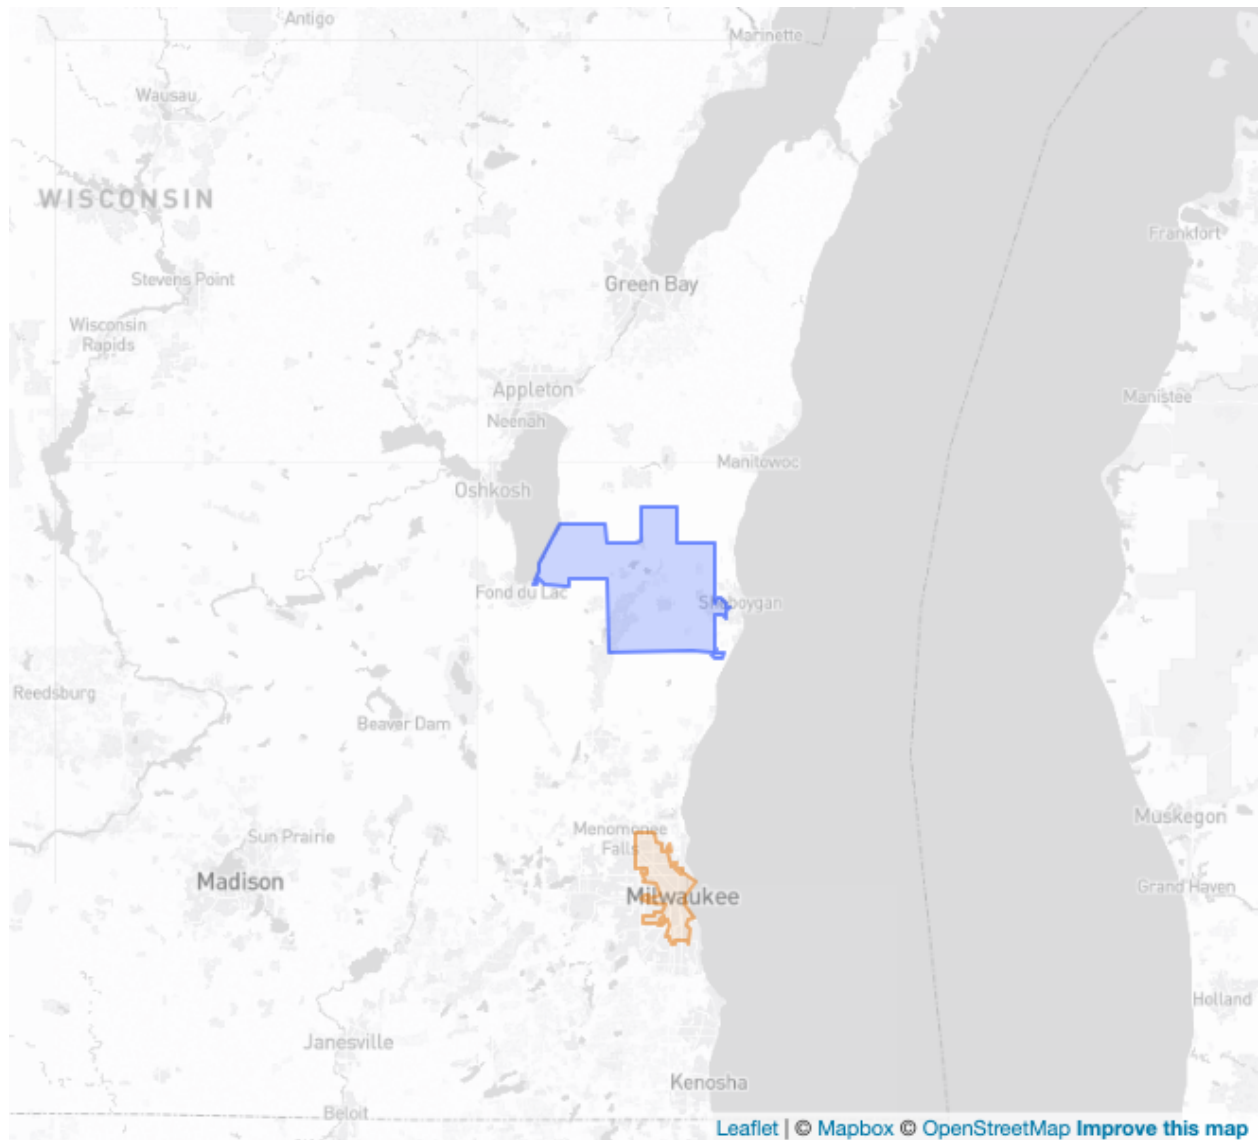 Antigo
Marinette
Wausau
WISCONSIN
Frankfort
Stevens Point
Green Bay
Wisconsin
Rapids
Appleton
Manistee
Neenah
Manitowoc
Oshkosh
Fond du Lac
Sheboygan
Reedsburg
Beaver Dam
Muskegon
Menomonee
Falls
Sun Prairie
Madison
Grand Haven
Milwaukee
Holland
Janesville
Kenosha
Beloit
Leaflet | © Mapbox © OpenStreetMap Improve this map